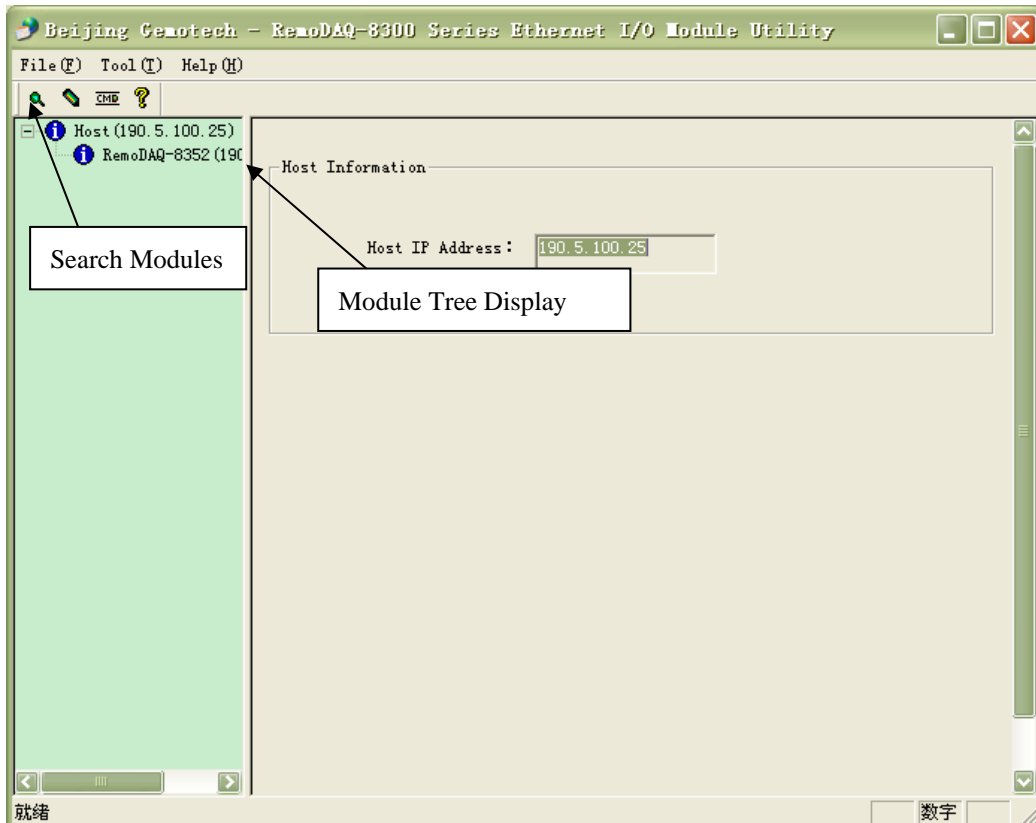 Beijing Gemotech - RemoDAQ-8300 Series Ethernet I/O Module Utility
File(F) Tool(T) Help(H)
CMD
Host(190.5.100.25)
RemoDAQ-8352(190
Host Information
Host IP Address: 190.5.100.25
Search Modules
Module Tree Display
就绪
数字